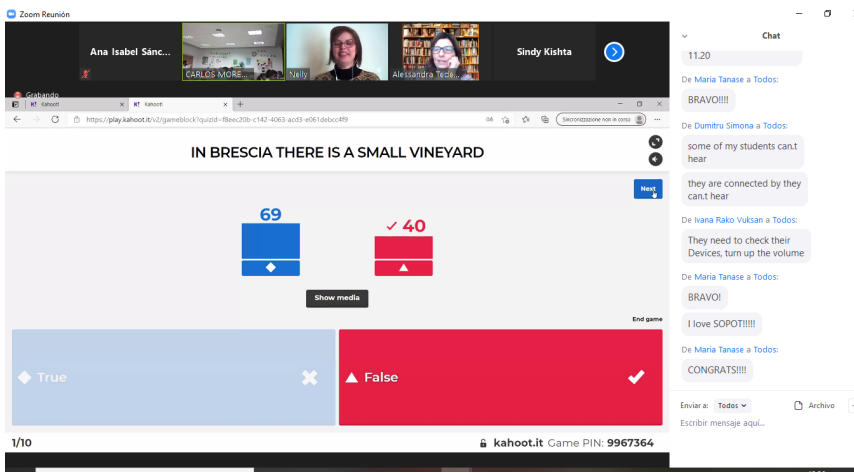 Zoom Reunión
Ana Isabel Sánc...
CARLOS MORE...
Nelly
Alessandra Tede...
Sindy Kishta
Grabando
K! Kahoot!
K! Kahoot!
https://play.kahoot.it/v2/gameblock?quizId=f8eec20b-c142-4063-acd3-e061debcc4f9
Sincronizzazione non in corso
IN BRESCIA THERE IS A SMALL VINEYARD
Next
69
40
Show media
End game
True
False
1/10
kahoot.it Game PIN: 9967364
Chat
11.20
De Maria Tanase a Todos:
BRAVO!!!!
De Dumitru Simona a Todos:
some of my students can.t
hear
they are connected by they
can,t hear
De Ivana Rako Vuksan a Todos:
They need to check their
Devices, turn up the volume
De Maria Tanase a Todos:
BRAVO!
I love SOPOT!!!!!
De Maria Tanase a Todos:
CONGRATS!!!!
Enviar a: Todos
Archivo
Escribir mensaje aquí...